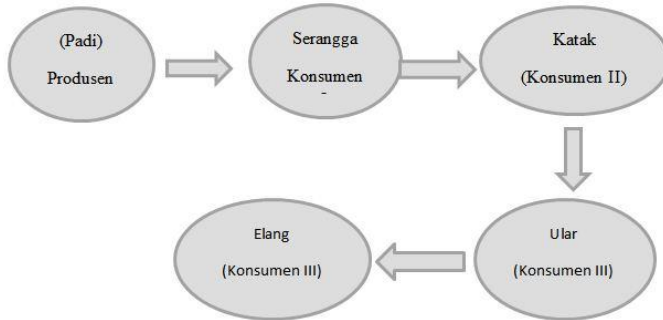 (Padi)
Produsen
Serangga
Konsumen
Katak
(Konsumen II)
Ular
(Konsumen III)
Elang
(Konsumen III)